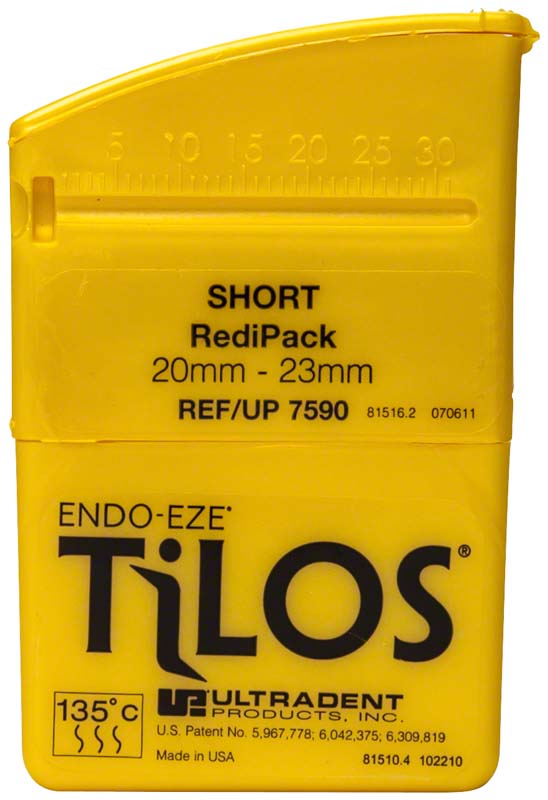 5 10 15 20 25 30
SHORT
RediPack
20mm - 23mm
REF/UP 7590 81516.2 070611
ENDO-EZE®
TiLOS®
135°C
UP ULTRADENT
PRODUCTS, INC.
U.S. Patent No. 5,967,778; 6,042,375; 6,309,819
Made in USA 81510.4 102210